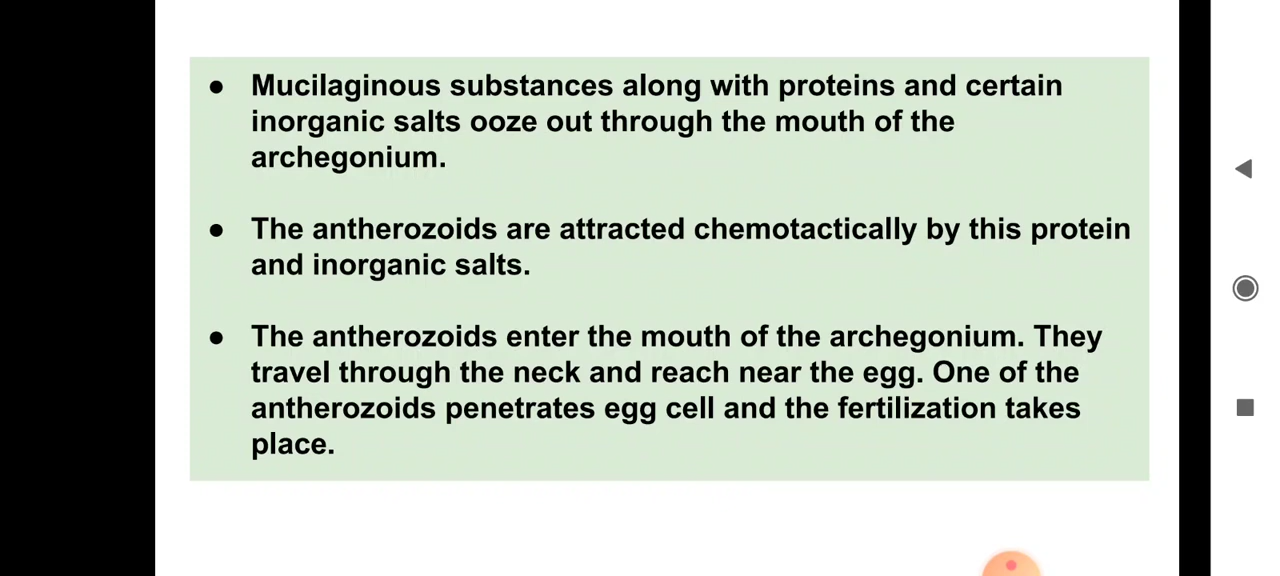 ● Mucilaginous substances along with proteins and certain
inorganic salts ooze out through the mouth of the
archegonium.
● The antherozoids are attracted chemotactically by this protein
and inorganic salts.
● The antherozoids enter the mouth of the archegonium. They
travel through the neck and reach near the egg. One of the
antherozoids penetrates egg cell and the fertilization takes
place.